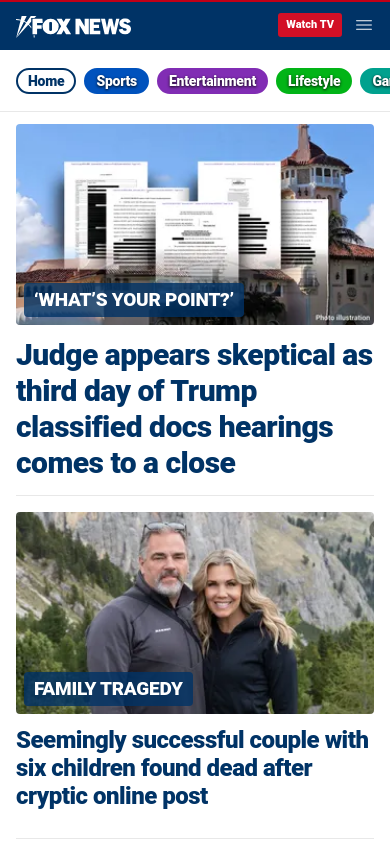 FOX NEWS
Watch TV
Home
Sports
Entertainment
Lifestyle
Ga
‘WHAT’S YOUR POINT?’
Photo illustration
Judge appears skeptical as
third day of Trump
classified docs hearings
comes to a close
FAMILY TRAGEDY
Seemingly successful couple with
six children found dead after
cryptic online post